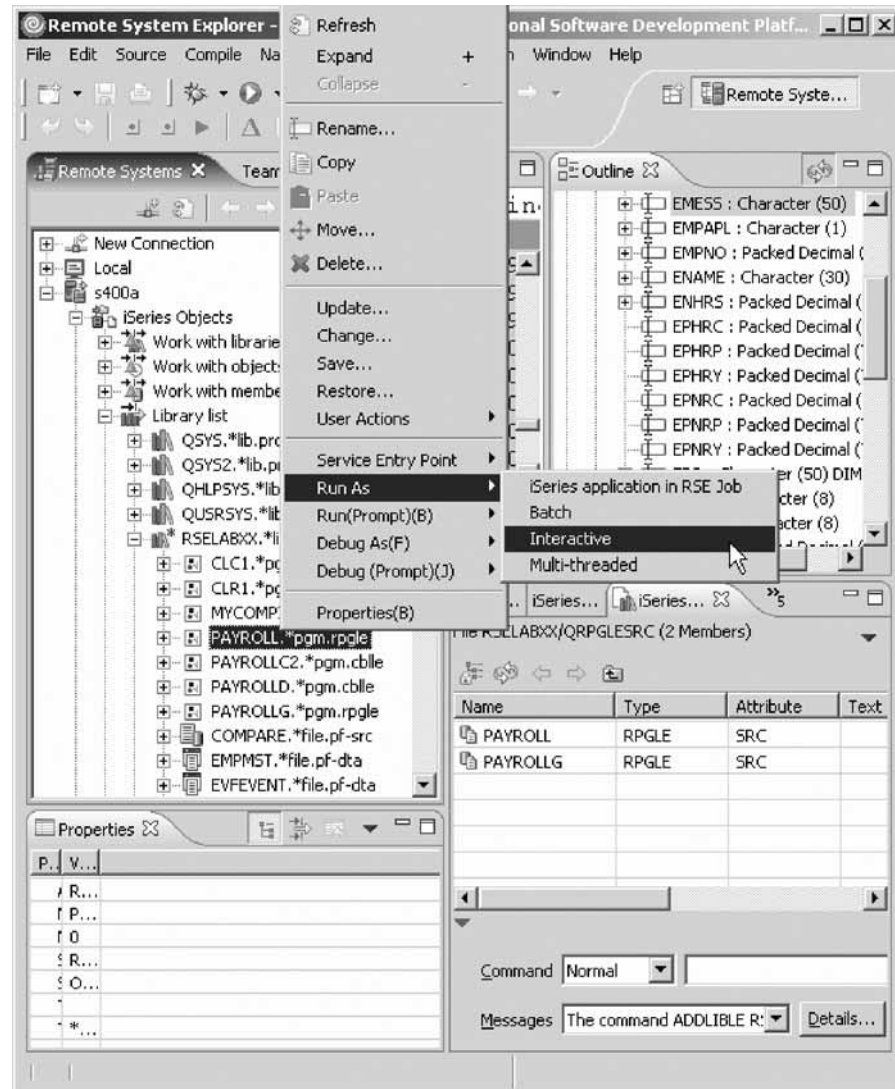 Remote System Explorer -
onal Software Development Platf...
File Edit Source Compile Na
Window Help
Remote Syste...
Remote Systems
Team
New Connection
Local
s400a
iSeries Objects
Work with librarie
Work with object:
Work with membe
Library list
QSYS.*lib.prc
QSYS2.*lib.pr
QHLPSYS.*lib
QUSRSYS.*lib
RSELABXX.*li
CLC1.*pg
CLR1.*pg
MYCOMP
PAYROLL.*pgm.rpgle
PAYROLLC2.*pgm.cblle
PAYROLLD.*pgm.cblle
PAYROLLG.*pgm.rpgle
COMPARE.*file.pf-src
EMPMST.*file.pf-dta
EVFEVENT.*file.pf-dta
Refresh
Expand +
Collapse -
Rename...
Copy
Paste
Move...
Delete...
Update...
Change...
Save...
Restore...
User Actions
Service Entry Point
Run As
Run(Prompt)(B)
Debug As(F)
Debug (Prompt)(J)
Properties(B)
iSeries application in RSE Job
Batch
Interactive
Multi-threaded
in
Outline
EMESS : Character (50)
EMPAPL : Character (1)
EMPNO : Packed Decimal (
ENAME : Character (30)
ENHRS : Packed Decimal (
EPHRC : Packed Decimal (
EPHRP : Packed Decimal (
EPHRY : Packed Decimal (
EPNRC : Packed Decimal (
EPNRP : Packed Decimal (
EPNRY : Packed Decimal (
er (50) DIM
cter (8)
acter (8)
iSeries... iSeries... »5
File RSELABXX/QRPGLESRC (2 Members)
Name Type Attribute Text
PAYROLL RPGLE SRC
PAYROLLG RPGLE SRC
Command Normal
Messages The command ADDLIBLE R: Details...
Properties
P.. V...
R...
P...
0
R...
O...
*...